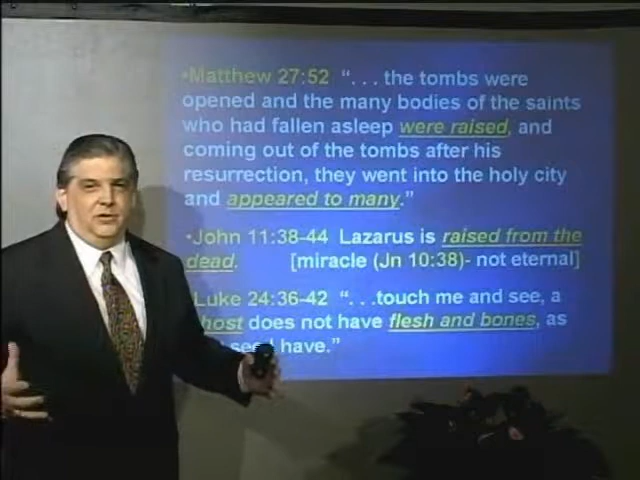 •Matthew 27:52 “. . . the tombs were
opened and the many bodies of the saints
who had fallen asleep were raised, and
coming out of the tombs after his
resurrection, they went into the holy city
and appeared to many.”
•John 11:38-44 Lazarus is raised from the
dead. [miracle (Jn 10:38)- not eternal]
Luke 24:36-42 “. . .touch me and see, a
host does not have flesh and bones, as
see I have.”